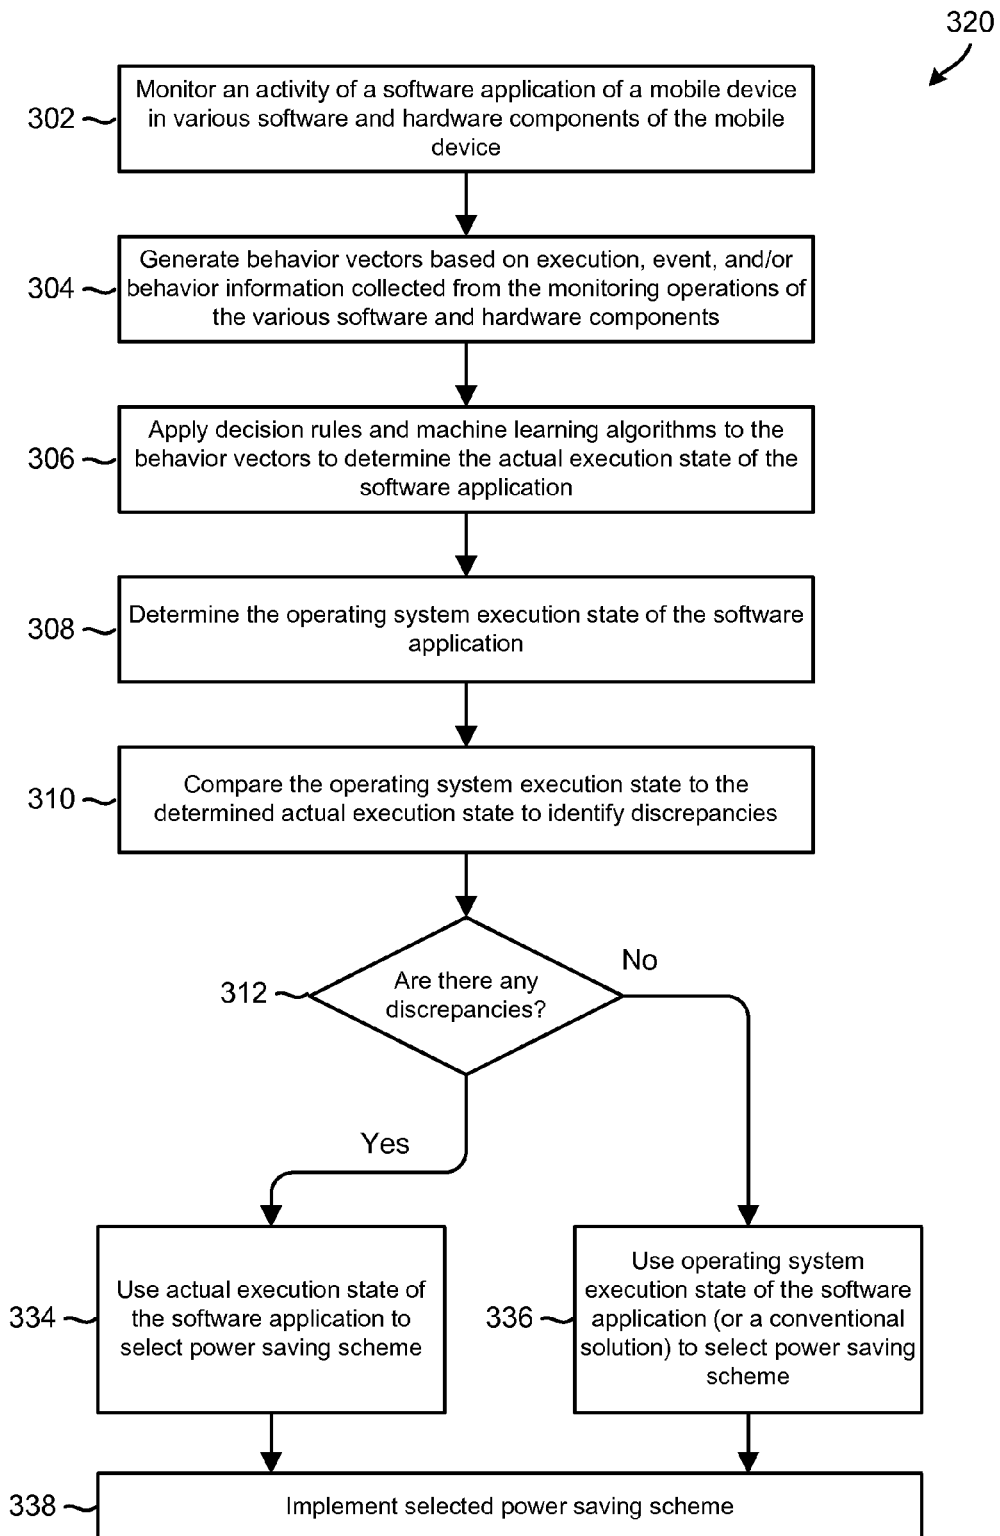 320
302
Monitor an activity of a software application of a mobile device
in various software and hardware components of the mobile
device
304
Generate behavior vectors based on execution, event, and/or
behavior information collected from the monitoring operations of
the various software and hardware components
306
Apply decision rules and machine learning algorithms to the
behavior vectors to determine the actual execution state of the
software application
308
Determine the operating system execution state of the software
application
310
Compare the operating system execution state to the
determined actual execution state to identify discrepancies
312
Are there any
discrepancies?
No
Yes
334
Use actual execution state of
the software application to
select power saving scheme
336
Use operating system
execution state of the software
application (or a conventional
solution) to select power saving
scheme
338
Implement selected power saving scheme